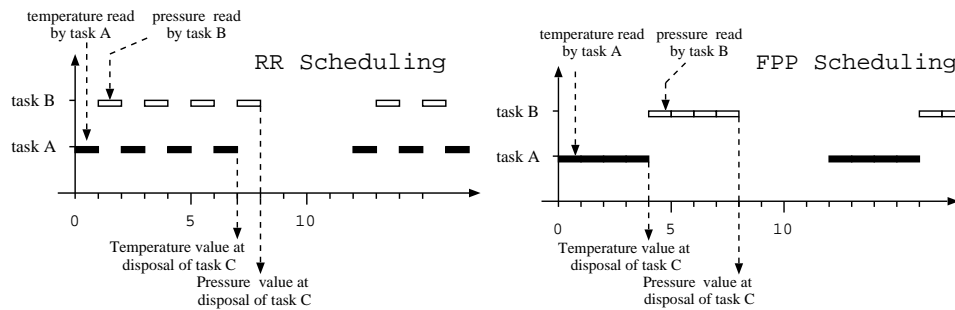 temperature read
by task A
pressure read
by task B
RR Scheduling
task B
task A
0
5
10
Temperature value at
disposal of task C
Pressure value at
disposal of task C
temperature read
by task A
pressure read
by task B
FPP Scheduling
task B
task A
0
5
10
Temperature value at
disposal of task C
Pressure value at
disposal of task C